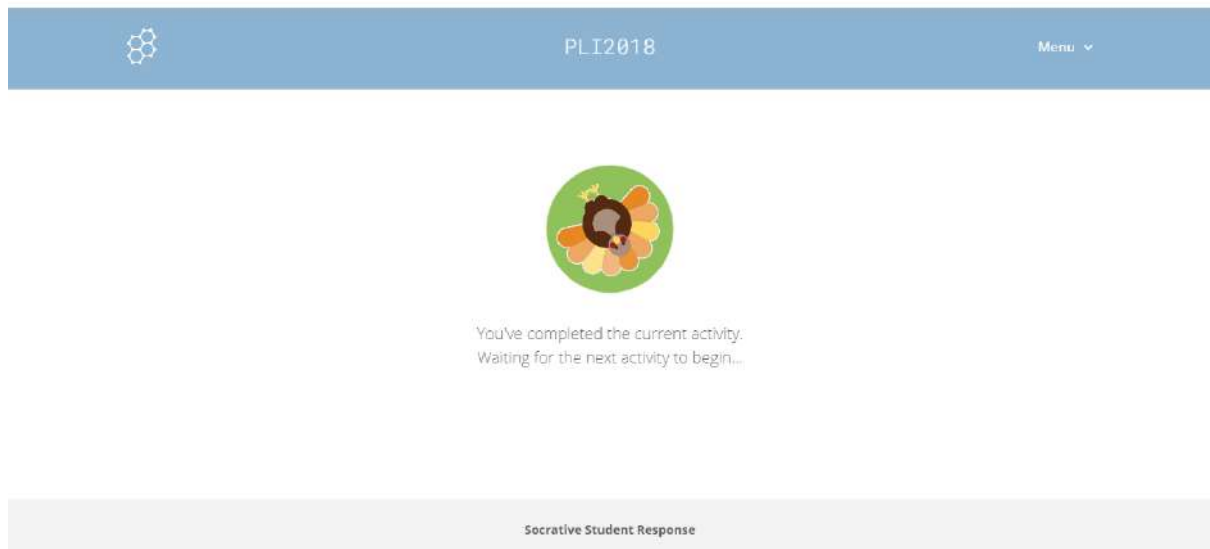 PLI2018
Menu
You've completed the current activity.
Waiting for the next activity to begin...
Socrative Student Response